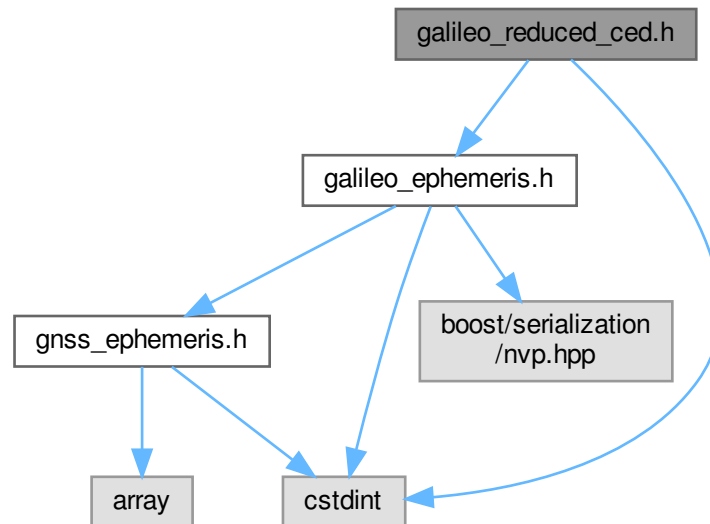 galileo_reduced_ced.h
galileo_ephemeris.h
gnss_ephemeris.h
boost/serialization
/nvp.hpp
array
cstdint